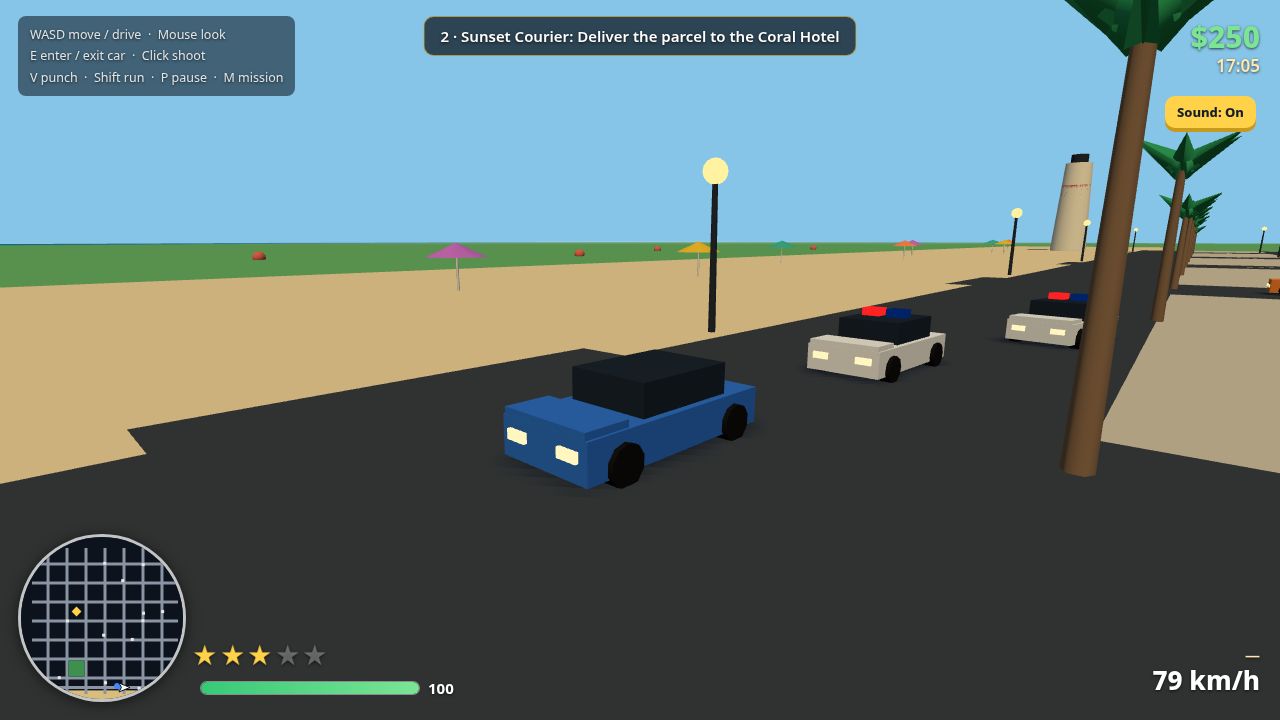 WASD move / drive · Mouse look
E enter / exit car · Click shoot
V punch · Shift run · P pause · M mission
2 · Sunset Courier: Deliver the parcel to the Coral Hotel
$250
17:05
Sound: On
100
—
79 km/h